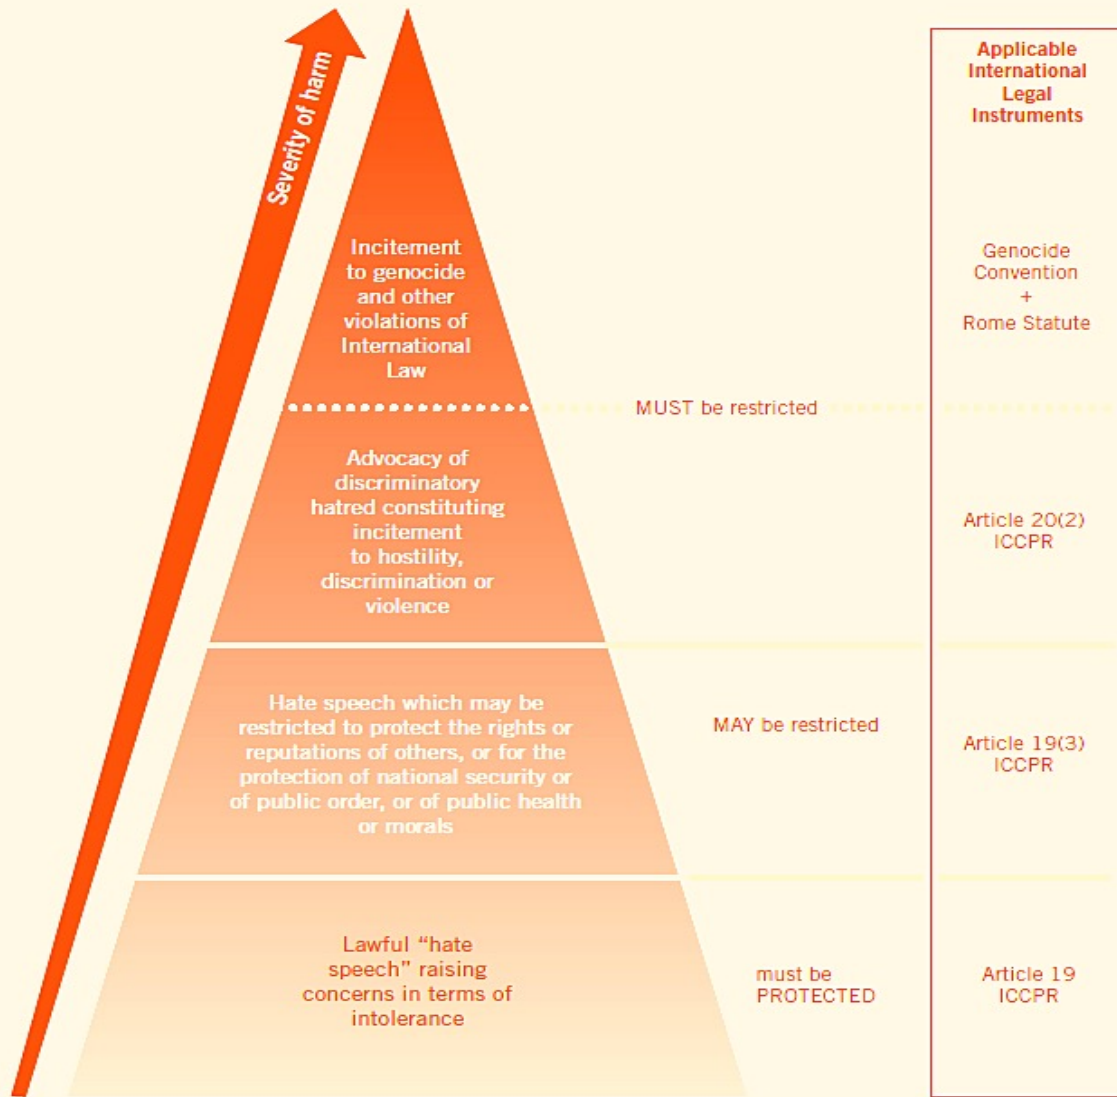 Severity of harm
Applicable
International
Legal
Instruments
Incitement
to genocide
and other
violations of
International
Law
Genocide
Convention
+
Rome Statute
MUST be restricted
Advocacy of
discriminatory
hatred constituting
incitement
to hostility,
discrimination or
violence
Article 20(2)
ICCPR
Hate speech which may be
restricted to protect the rights or
reputations of others, or for the
protection of national security or
of public order, or of public health
or morals
MAY be restricted
Article 19(3)
ICCPR
Lawful “hate
speech” raising
concerns in terms of
intolerance
must be
PROTECTED
Article 19
ICCPR